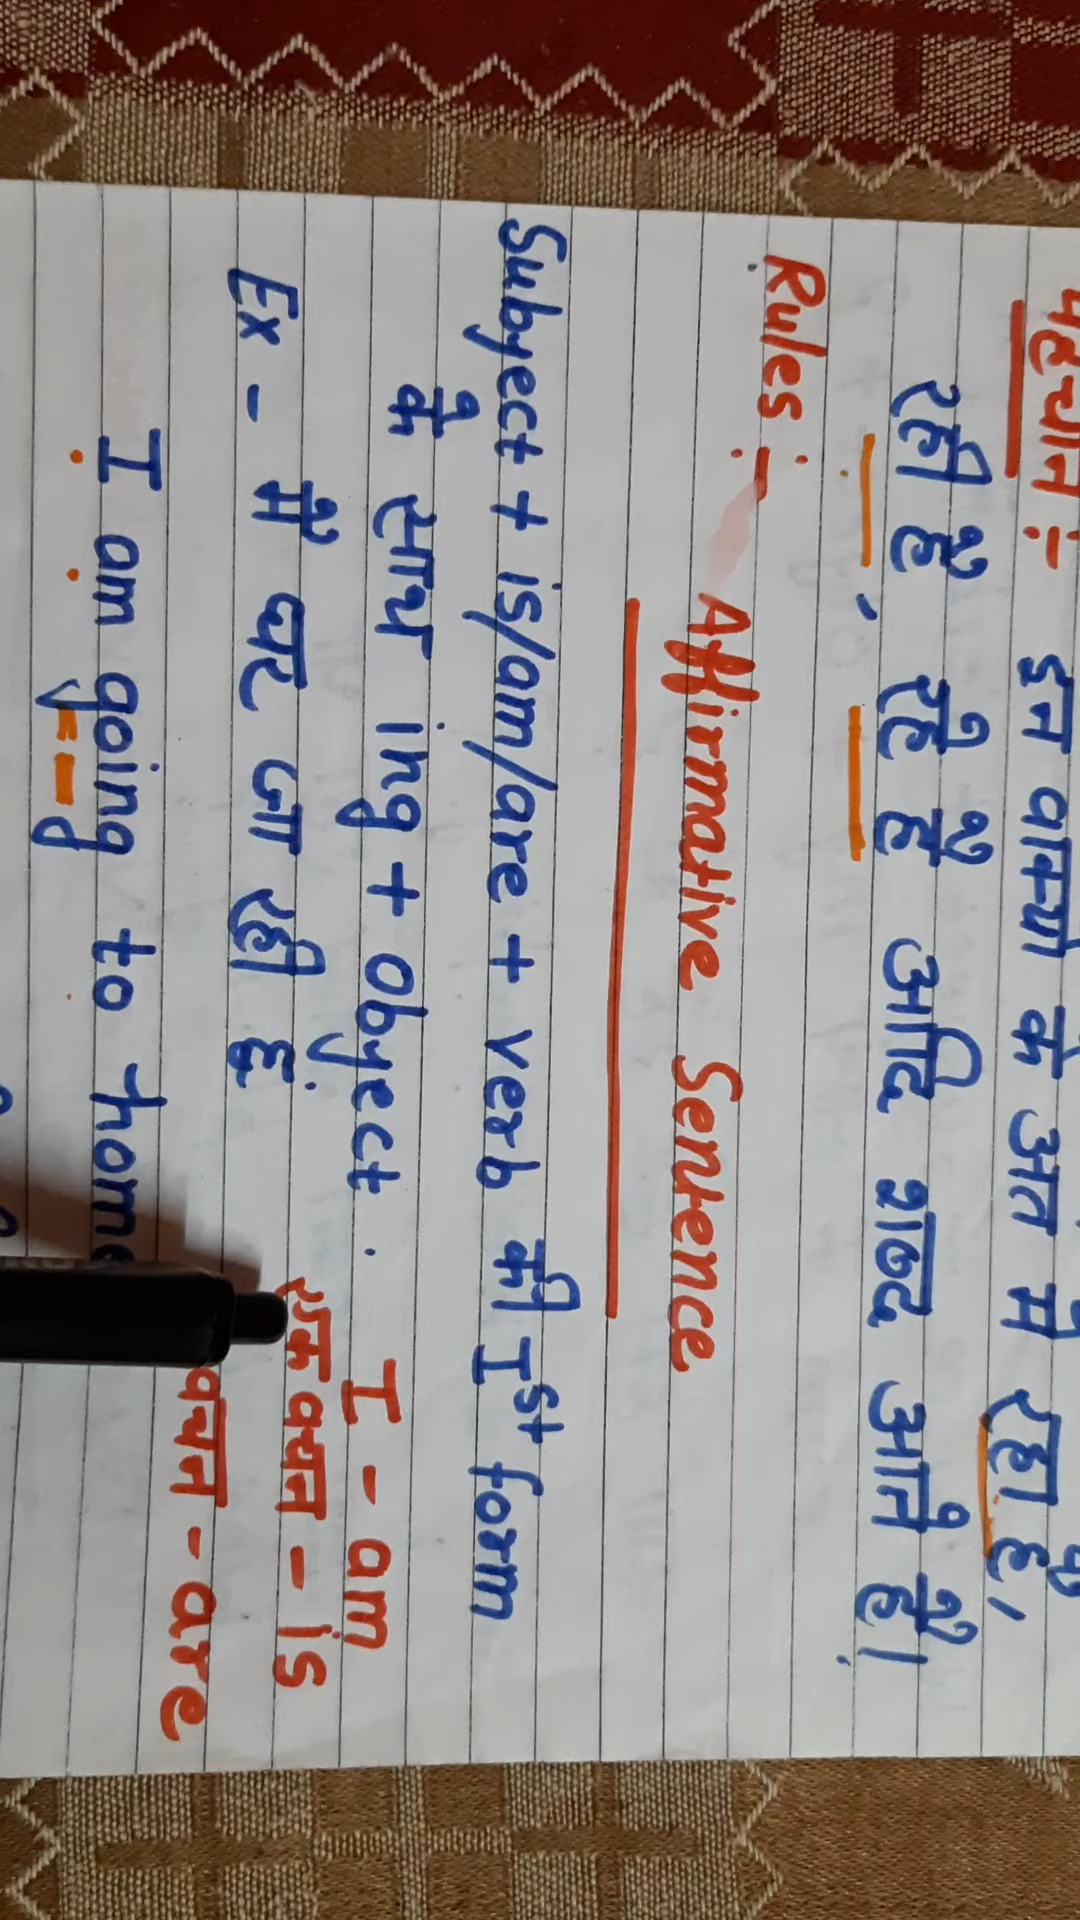 पहचान :- इन वाक्यो के अंत में रहा है,
रही है, रहे है आदि शब्द आते है।
Rules :- Affirmative Sentence
Subject + is/am/are + verb की Ist form
के साथ ing + Object .
I - am
Ex - मैं घर जा रही हूं
एकवचन - is
I am going to home
वचन - are